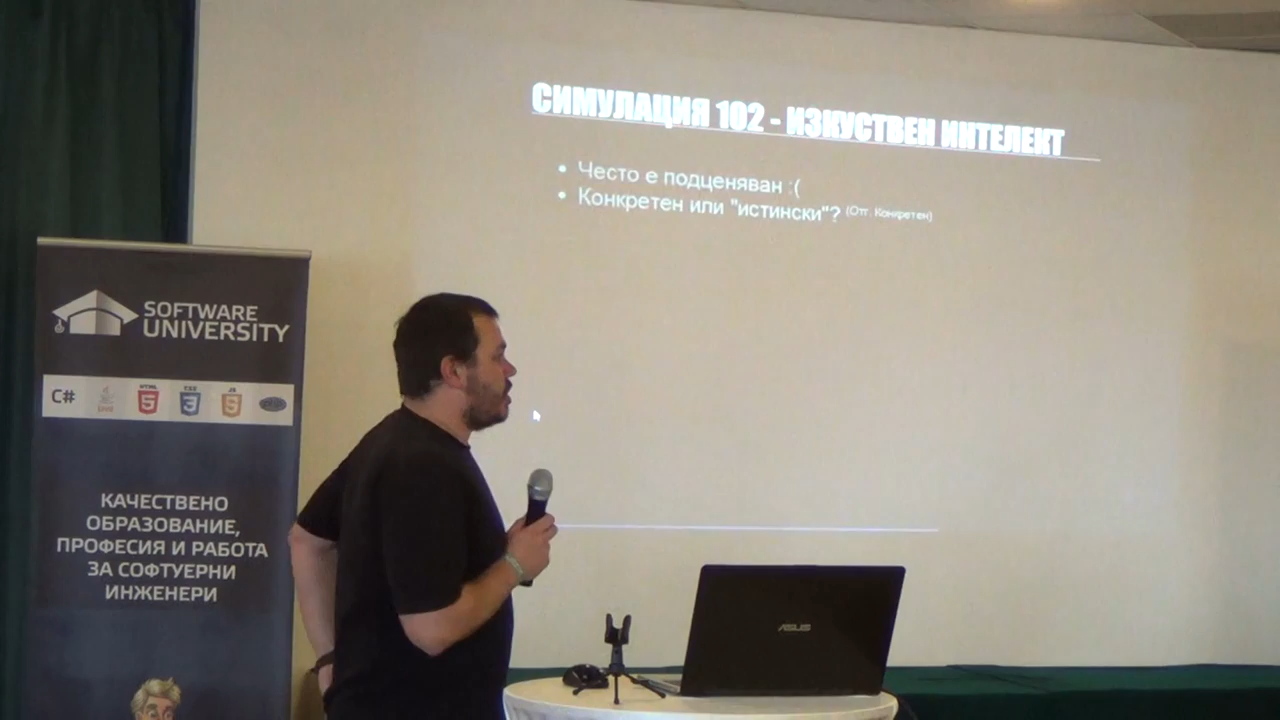 СИМУЛАЦИЯ 102 - ИЗКУСТВЕН ИНТЕЛЕКТ
• Често е подценяван :(
• Конкретен или "истински"? (Отг. Конкретен)
SOFTWARE
UNIVERSITY
C#
HTML
5
CSS
3
JS
5
КАЧЕСТВЕНО
ОБРАЗОВАНИЕ,
ПРОФЕСИЯ И РАБОТА
ЗА СОФТУЕРНИ
ИНЖЕНЕРИ
ASUS